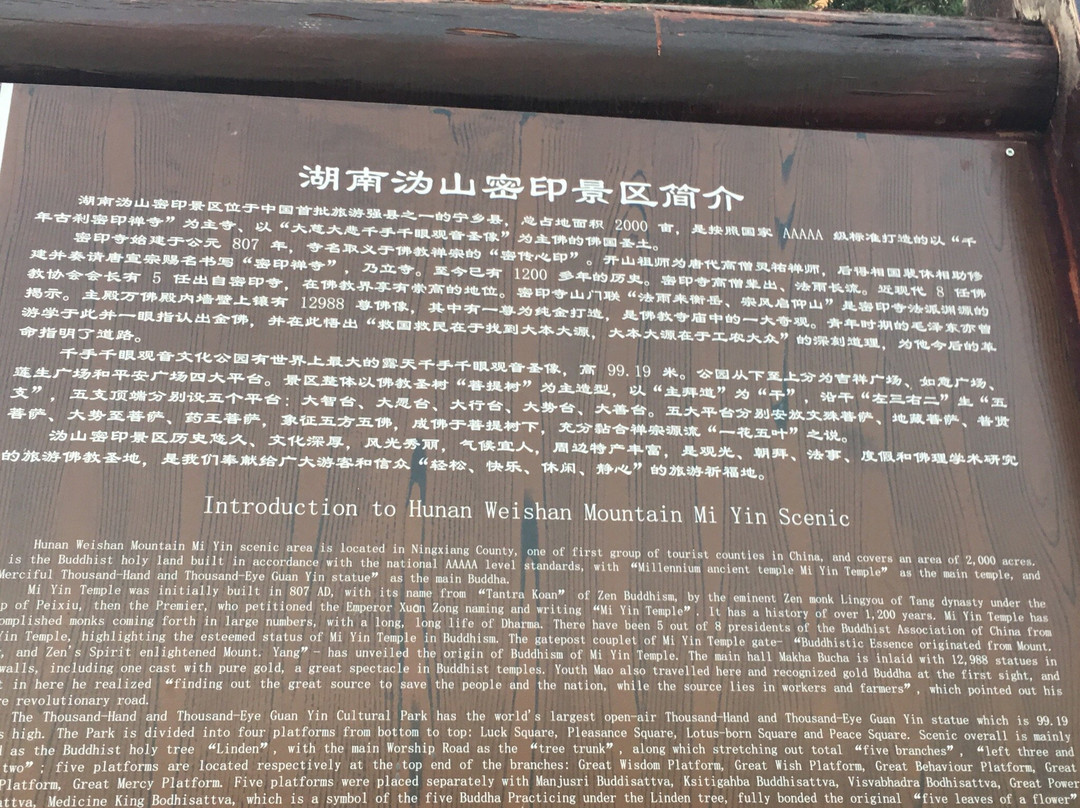 湖南沩山密印景区简介
湖南沩山密印景区位于中国首批旅游强县之一的宁乡县，总占地面积 2000 亩，是按照国家 AAAAA 级标准打造的以“千
年古刹密印禅寺”为主寺、以“大慈大悲千手千眼观音圣像”为主佛的佛国圣土。
密印寺始建于公元 807 年，寺名取义于佛教禅宗的“密传心印”。开山祖师为唐代高僧灵祐禅师，后得相国裴休相助修
建并奏请唐宣宗赐名书写“密印禅寺”，乃立寺。至今已有 1200 多年的历史。密印寺高僧辈出、法雨长流。近现代 8 任佛
教协会会长有 5 任出自密印寺，在佛教界享有崇高的地位。密印寺山门联“法雨来衡岳、宗风启仰山”是密印寺法派渊源的
揭示。主殿万佛殿内墙壁上镶有 12988 尊佛像，其中有一尊为纯金打造，是佛教寺庙中的一大奇观。青年时期的毛泽东亦曾
游学于此并一眼指认出金佛，并在此悟出“救国救民在于找到大本大源，大本大源在于工农大众”的深刻道理，为他今后的革
命指明了道路。
千手千眼观音文化公园有世界上最大的露天千手千眼观音圣像，高 99.19 米。公园从下至上分为吉祥广场、如意广场、
莲生广场和平安广场四大平台。景区整体以佛教圣树“菩提树”为主造型，以“主拜道”为“干”，沿干“左三右二”生“五
支”，五支顶端分别设五个平台：大智台、大愿台、大行台、大势台、大善台。五大平台分别安放文殊菩萨、地藏菩萨、普贤
菩萨、大势至菩萨、药王菩萨，象征五方五佛，成佛于菩提树下，充分黏合禅宗源流“一花五叶”之说。
沩山密印景区历史悠久、文化深厚，风光秀丽，气候宜人，周边特产丰富，是观光、朝拜、法事、度假和佛理学术研究
的旅游佛教圣地，是我们奉献给广大游客和信众“轻松、快乐、休闲、静心”的旅游祈福地。
Introduction to Hunan Weishan Mountain Mi Yin Scenic
Hunan Weishan Mountain Mi Yin scenic area is located in Ningxiang County, one of first group of tourist counties in China, and covers an area of 2,000 acres.
is the Buddhist holy land built in accordance with the national AAAAA level standards, with “Millennium ancient temple Mi Yin Temple” as the main temple, and
Merciful Thousand-Hand and Thousand-Eye Guan Yin statue” as the main Buddha.
Mi Yin Temple was initially built in 807 AD, with its name from “Tantra Koan” of Zen Buddhism, by the eminent Zen monk Lingyou of Tang dynasty under the
p of Peixiu, then the Premier, who petitioned the Emperor Xuan Zong naming and writing “Mi Yin Temple”. It has a history of over 1,200 years. Mi Yin Temple has
omplished monks coming forth in large numbers, with a long, long life of Dharma. There have been 5 out of 8 presidents of the Buddhist Association of China from
Yin Temple, highlighting the esteemed status of Mi Yin Temple in Buddhism. The gatepost couplet of Mi Yin Temple gate- “Buddhistic Essence originated from Mount.
, and Zen's Spirit enlightened Mount. Yang”- has unveiled the origin of Buddhism of Mi Yin Temple. The main hall Makha Bucha is inlaid with 12,988 statues in
walls, including one cast with pure gold, a great spectacle in Buddhist temples. Youth Mao also travelled here and recognized gold Buddha at the first sight, and
t in here he realized “finding out the great source to save the people and the nation, while the source lies in workers and farmers”, which pointed out his
re revolutionary road.
The Thousand-Hand and Thousand-Eye Guan Yin Cultural Park has the world's largest open-air Thousand-Hand and Thousand-Eye Guan Yin statue which is 99.19
s high. The Park is divided into four platforms from bottom to top: Luck Square, Pleasance Square, Lotus-born Square and Peace Square. Scenic overall is mainly
d as the Buddhist holy tree “Linden”, with the main Worship Road as the “tree trunk”, along which stretching out total “five branches”, “left three and
two”; five platforms are located respectively at the top end of the branches: Great Wisdom Platform, Great Wish Platform, Great Behaviour Platform, Great
Platform, Great Mercy Platform. Five platforms were placed separately with Manjusri Buddisattva, Ksitigahba Buddhisattva, Visvabhadra Bodhisattva, Great Power
attva, Medicine King Bodhisattva, which is a symbol of the five Buddha Practicing under the Linden tree, fully bonded the original “five leaves, a flower”